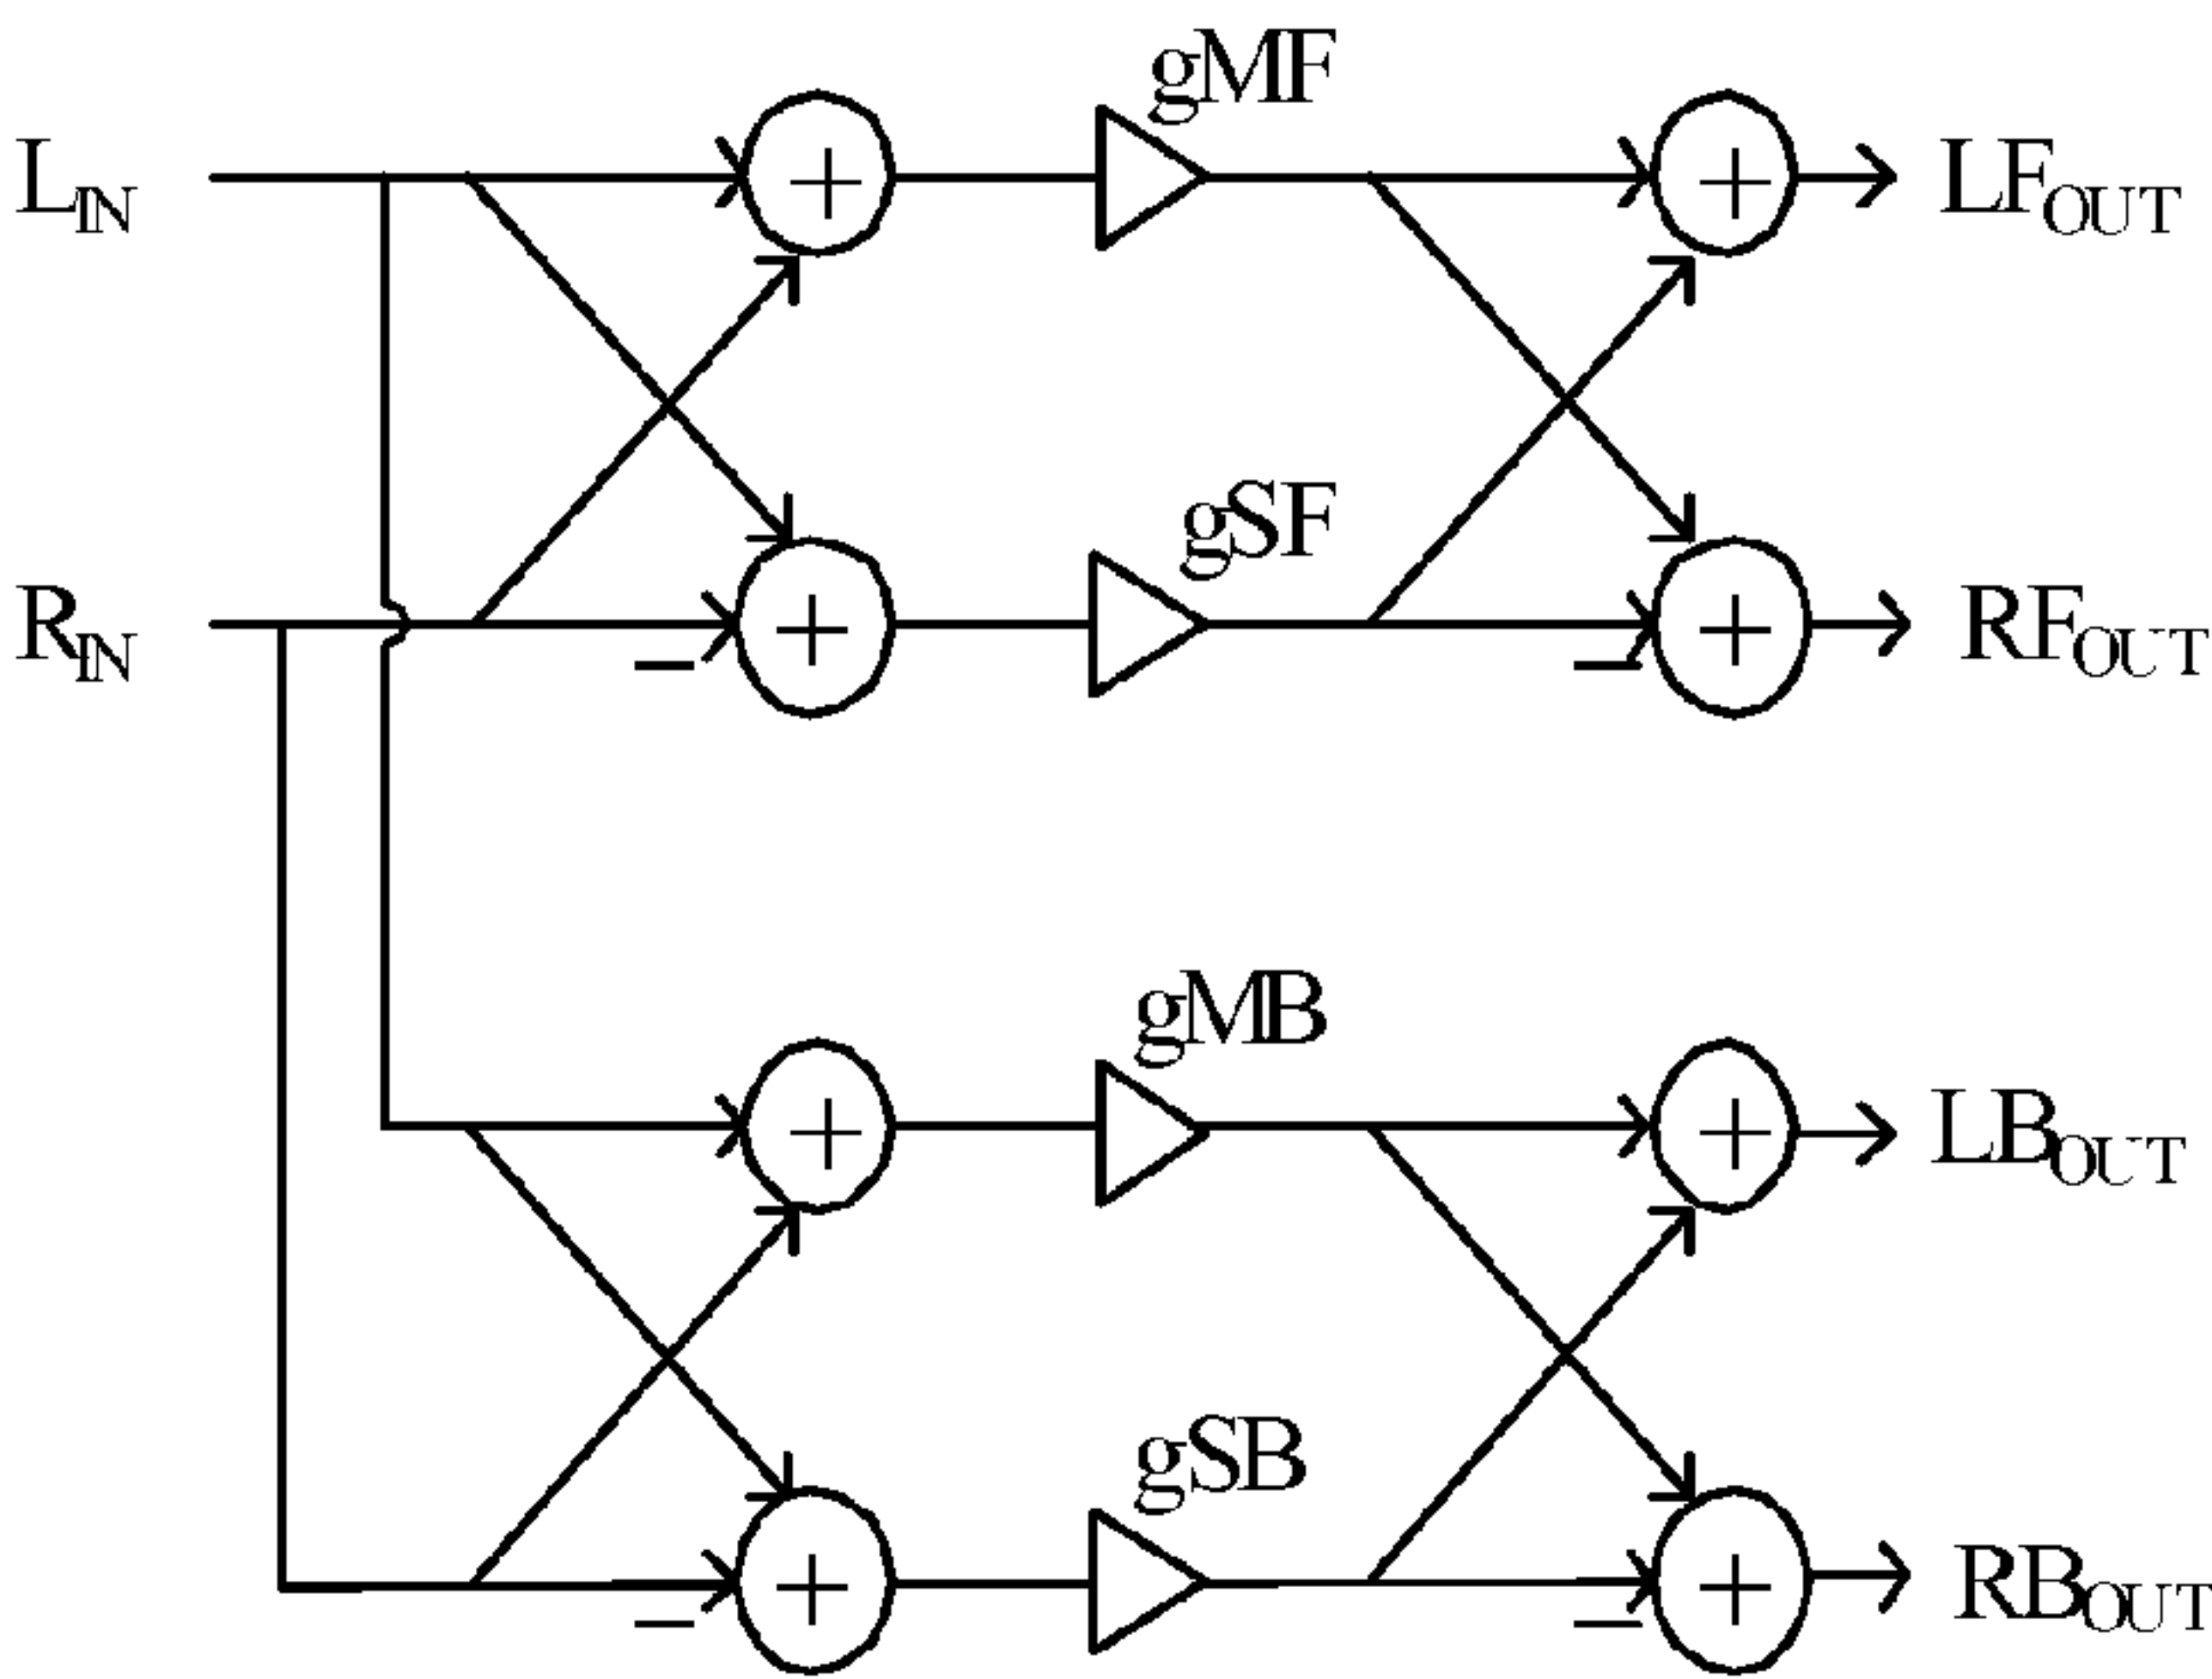 gMF
L_IN
LF_OUT
gSF
R_IN
RF_OUT
gMB
LB_OUT
gSB
RB_OUT